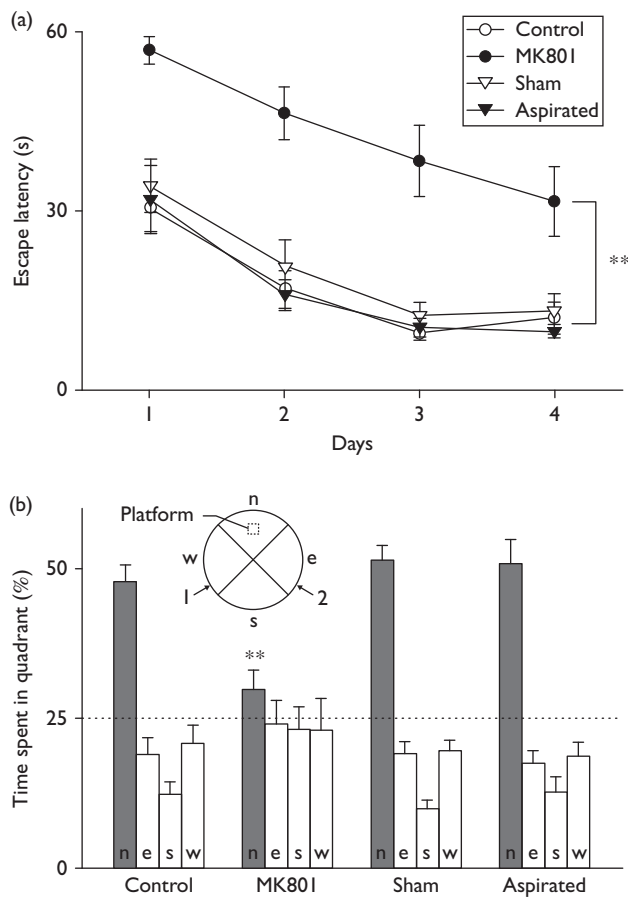 (a)
60
30
0
Escape latency (s)
Control
MK801
Sham
Aspirated
**
1 2 3 4
Days
(b)
n
Platform
w e
1 2
s
50
25
0
Time spent in quadrant (%)
**
n e s w n e s w n e s w n e s w
Control MK801 Sham Aspirated